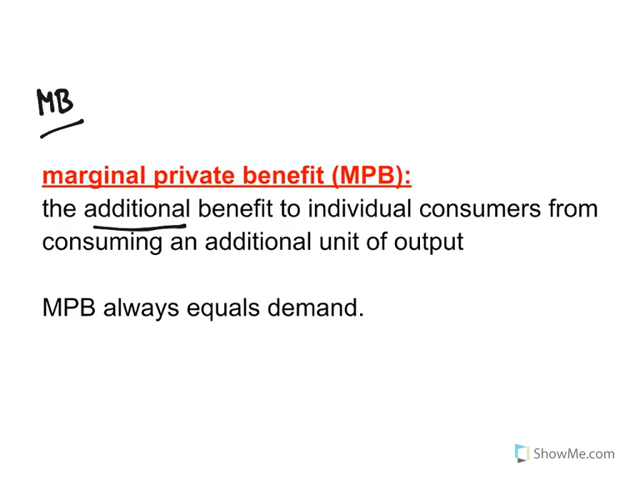 MB
marginal private benefit (MPB):
the additional benefit to individual consumers from
consuming an additional unit of output
MPB always equals demand.
ShowMe.com